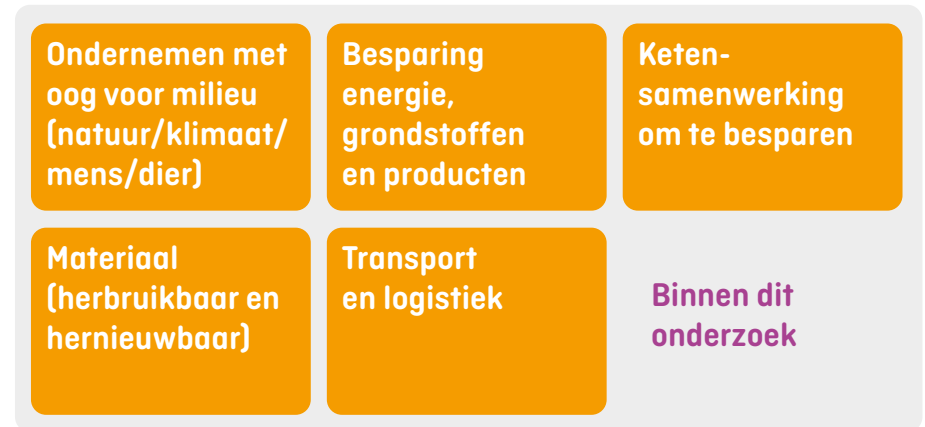 Ondernemen met
oog voor milieu
(natuur/klimaat/
mens/dier)
Besparing
energie,
grondstoffen
en producten
Keten-
samenwerking
om te besparen
Materiaal
(herbruikbaar en
hernieuwbaar)
Transport
en logistiek
Binnen dit
onderzoek